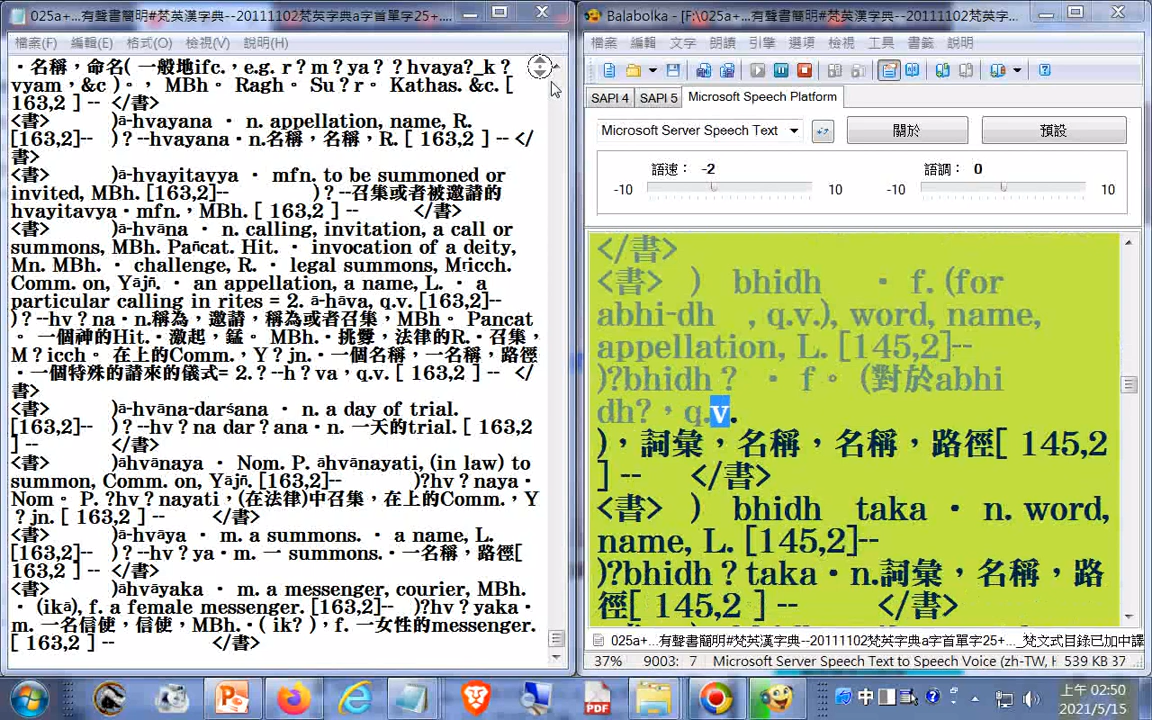 025a+...有聲書簡明#梵英漢字典--20111102梵英字典a字首單字25+...
檔案(F) 編輯(E) 格式(O) 檢視(V) 說明(H)
‧名稱，命名( 一般地ifc. , e.g. r？m？ya？？hvaya?_k？
vyam，&c )。， MBh。 Ragh。 Su？r。 Kathas. &c. [
163,2] -- </書>
<書> )ā-hvayana ‧ n. appellation, name, R.
[163,2]-- )？--hvayana‧n.名稱，名稱，R. [ 163,2 ] -- </
書>
<書> )ā-hvayitavya ‧ mfn. to be summoned or
invited, MBh. [163,2]-- )？--召集或者被邀請的
hvayitavya‧mfn.，MBh. [ 163,2 ] -- </書>
<書> )ā-hvāna ‧ n. calling, invitation, a call or
summons, MBh. Pañcat. Hit. ‧ invocation of a deity,
Mn. MBh. ‧ challenge, R. ‧ legal summons, Mṛicch.
Comm. on, Yājñ. ‧ an appellation, a name, L. ‧ a
particular calling in rites = 2. ā-hāva, q.v. [163,2]--
)？--hv？na‧n.稱為，邀請，稱為或者召集，MBh。 Pancat
。 一個神的Hit.‧激起，錳。 MBh.‧挑釁，法律的R.‧召集，
M？icch。 在上的Comm.，Y？jn.‧一個名稱，一名稱，路徑
‧一個特殊的請來的儀式= 2.？--h？va，q.v. [ 163,2 ] -- </
書>
<書> )ā-hvāna-darśana ‧ n. a day of trial.
[163,2]-- )？--hv？na dar？ana‧n. 一天的trial. [ 163,2
] -- </書>
<書> )āhvānaya ‧ Nom. P. āhvānayati, (in law) to
summon, Comm. on, Yājñ. [163,2]-- )？--hv？naya‧
Nom。 P. ?hv？nayati，(在法律)中召集，在上的Comm.，Y
？jn. [ 163,2 ] -- </書>
<書> )ā-hvāya ‧ m. a summons. ‧ a name, L.
[163,2]-- )？--hv？ya‧m. 一 summons.‧一名稱，路徑[
163,2 ] -- </書>
<書> )āhvāyaka ‧ m. a messenger, courier, MBh.
‧ (ikā), f. a female messenger. [163,2]-- )?hv？yaka‧
m. 一名信使，信使，MBh.‧( ik？)，f. 一女性的messenger.
[ 163,2 ] -- </書>
Balabolka - [F:\025a+...有聲書簡明#梵英漢字典--20111102梵英字...
檔案 編輯 文字 朗讀 引擎 選項 檢視 工具 書籤 說明
SAPI 4 SAPI 5 Microsoft Speech Platform
Microsoft Server Speech Text 關於 預設
語速： -2 語調： 0
-10 10 -10 10
</書>
<書> ) bhidh ‧ f. (for
abhi-dh , q.v.), word, name,
appellation, L. [145,2]--
)?bhidh？ ‧ f。 (對於abhi
dh?，q.v.
)，詞彙，名稱，名稱，路徑[ 145,2
] -- </書>
<書> ) bhidh taka ‧ n. word,
name, L. [145,2]--
)?bhidh？taka‧n.詞彙，名稱，路
徑[ 145,2 ] -- </書>
025a+...有聲書簡明#梵英漢字典--20111102梵英字典a字首單字25+..._梵文式目錄已加中譯
37% 9003: 7 Microsoft Server Speech Text to Speech Voice (zh-TW, H 539 KB 37
PDF
中
上午 02:50
2021/5/15